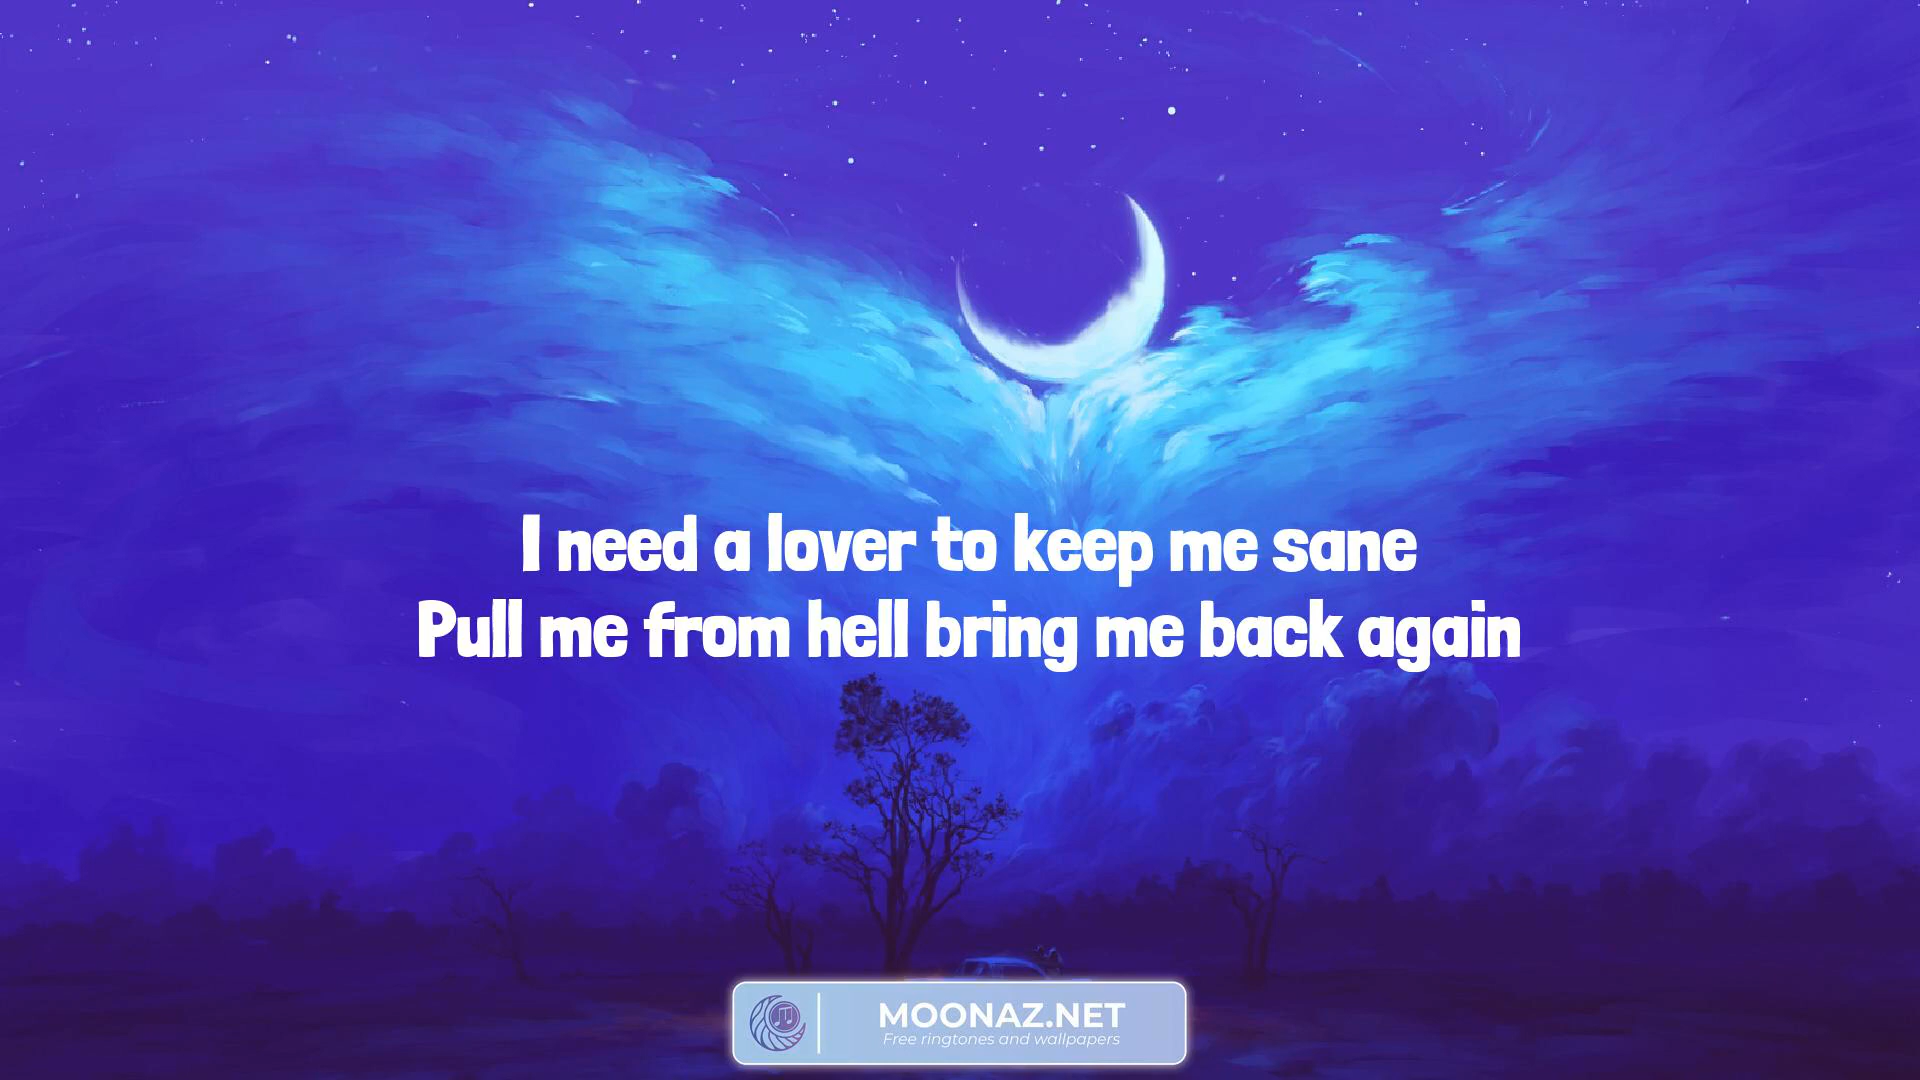 I need a lover to keep me sane
Pull me from hell bring me back again
MOONAZ.NET
Free ringtones and wallpapers